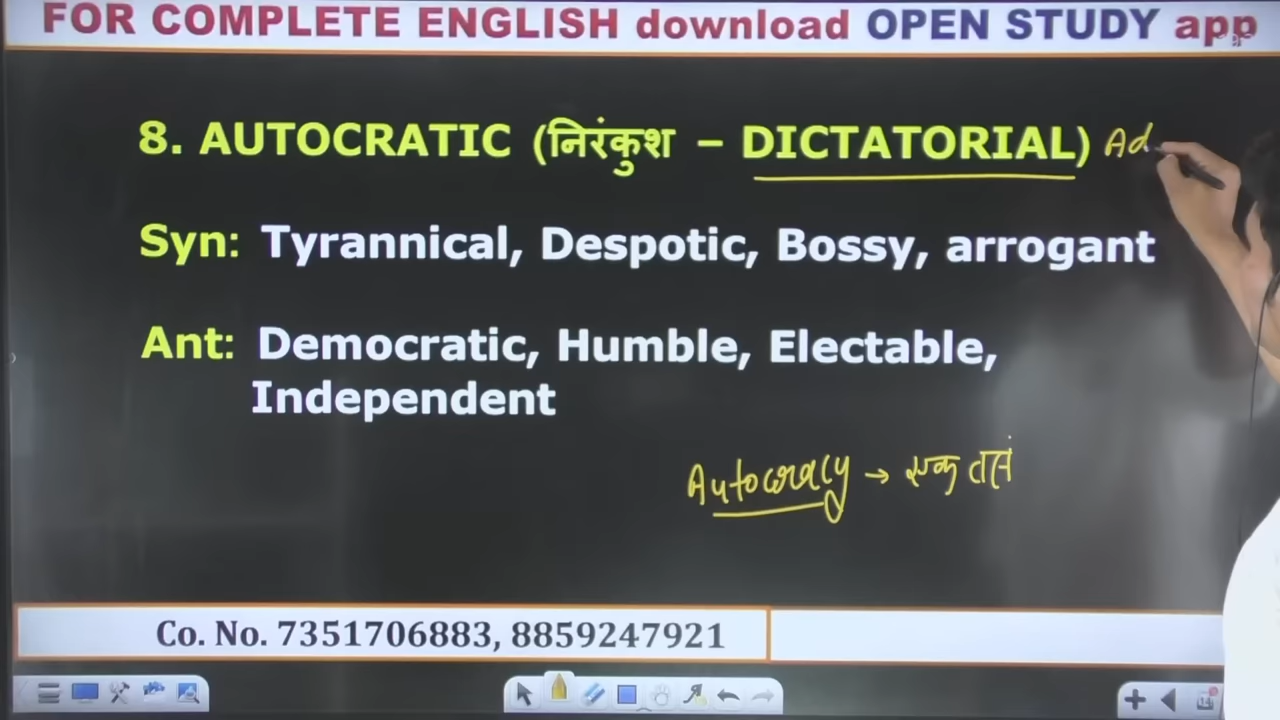 FOR COMPLETE ENGLISH download OPEN STUDY app
8. AUTOCRATIC (निरंकुश – DICTATORIAL) Ad
Syn: Tyrannical, Despotic, Bossy, arrogant
Ant: Democratic, Humble, Electable,
Independent
Autocracy →
Co. No. 7351706883, 8859247921